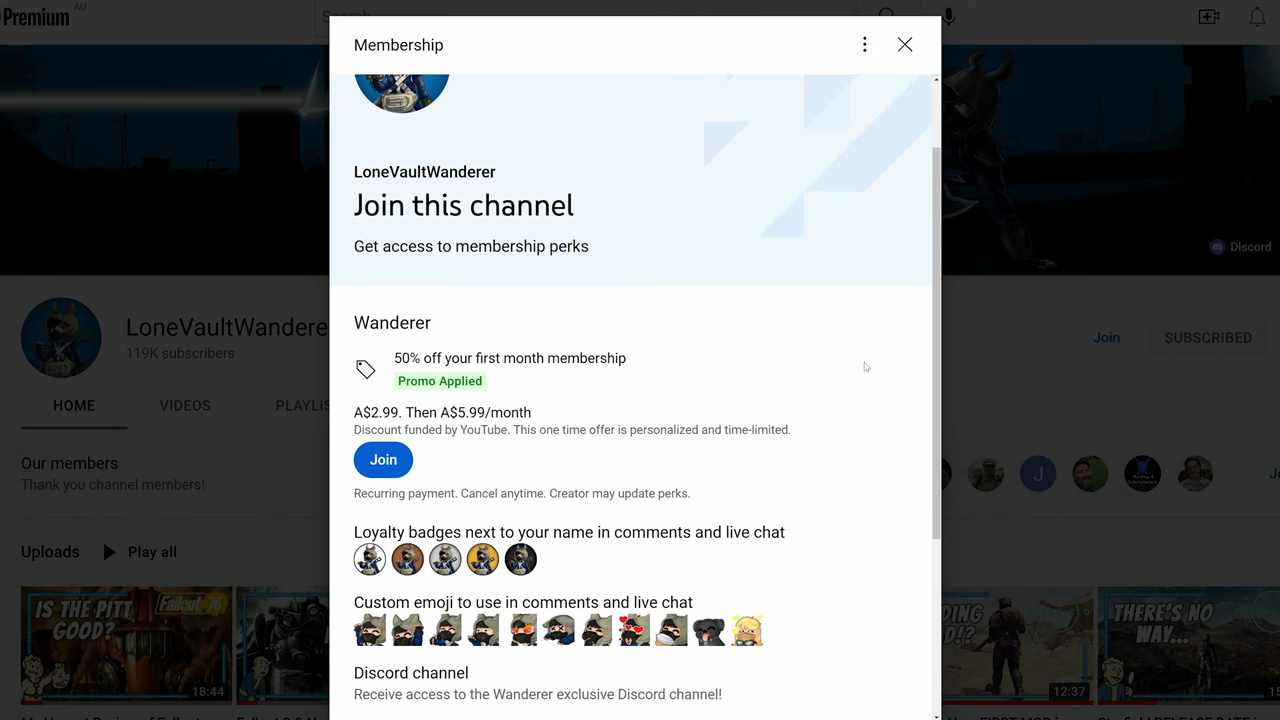 Premium AU
Search
Membership
LoneVaultWanderer
Join this channel
Get access to membership perks
Discord
Wanderer
50% off your first month membership
Promo Applied
A$2.99. Then A$5.99/month
Discount funded by YouTube. This one time offer is personalized and time-limited.
Join
Recurring payment. Cancel anytime. Creator may update perks.
Loyalty badges next to your name in comments and live chat
Custom emoji to use in comments and live chat
Discord channel
Receive access to the Wanderer exclusive Discord channel!
LoneVaultWandere
119K subscribers
Join
SUBSCRIBED
HOME
VIDEOS
PLAYLIS
Our members
Thank you channel members!
J
Uploads
Play all
IS THE PITT
GOOD?
Fallout 76
18:44
DING
D!?
12:37
THERE'S NO
WAY...